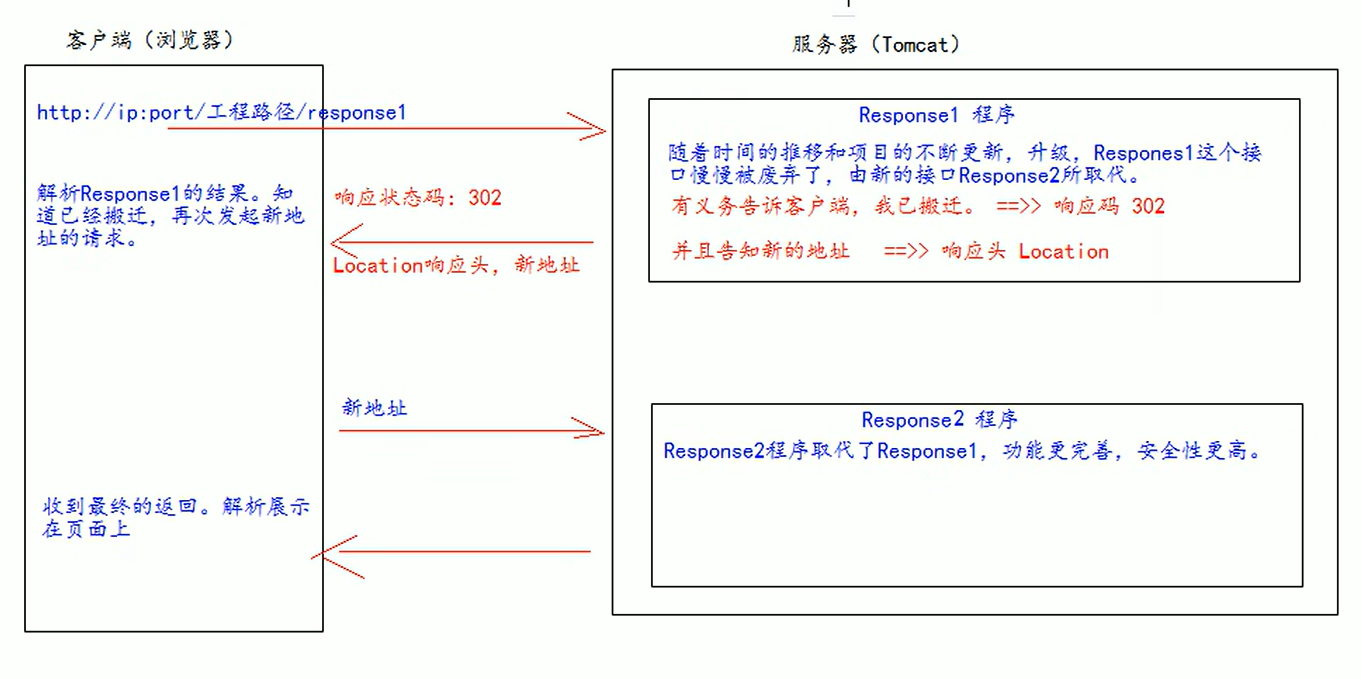 客户端（浏览器）
服务器（Tomcat）
http://ip:port/工程路径/response1
Response1 程序
随着时间的推移和项目的不断更新，升级，Respones1这个接
口慢慢被废弃了，由新的接口Response2所取代。
有义务告诉客户端，我已搬迁。 ==>> 响应码 302
并且告知新的地址 ==>> 响应头 Location
解析Response1的结果。知
道已经搬迁，再次发起新地
址的请求。
响应状态码：302
Location响应头，新地址
新地址
Response2 程序
Response2程序取代了Response1，功能更完善，安全性更高。
收到最终的返回。解析展示
在页面上